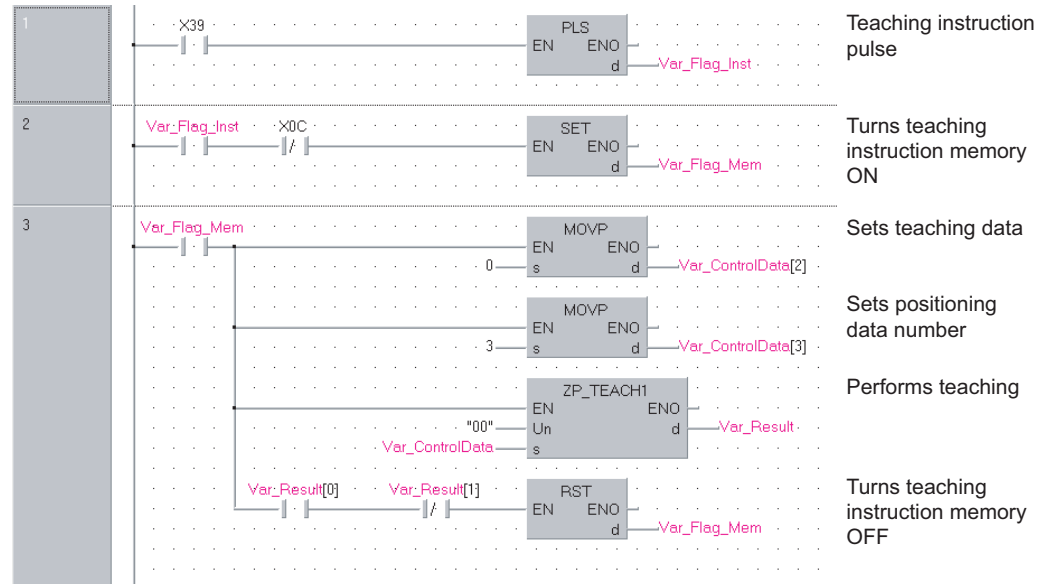 1
X39
PLS
EN ENO
d
Var_Flag_Inst
Teaching instruction
pulse
2
Var_Flag_Inst
X0C
SET
EN ENO
d
Var_Flag_Mem
Turns teaching
instruction memory
ON
3
Var_Flag_Mem
MOVP
EN ENO
0
s d
Var_ControlData[2]
Sets teaching data
MOVP
EN ENO
3
s d
Var_ControlData[3]
Sets positioning
data number
ZP_TEACH1
EN ENO
"00"
Un d
Var_Result
Var_ControlData
s
Performs teaching
Var_Result[0]
Var_Result[1]
RST
EN ENO
d
Var_Flag_Mem
Turns teaching
instruction memory
OFF